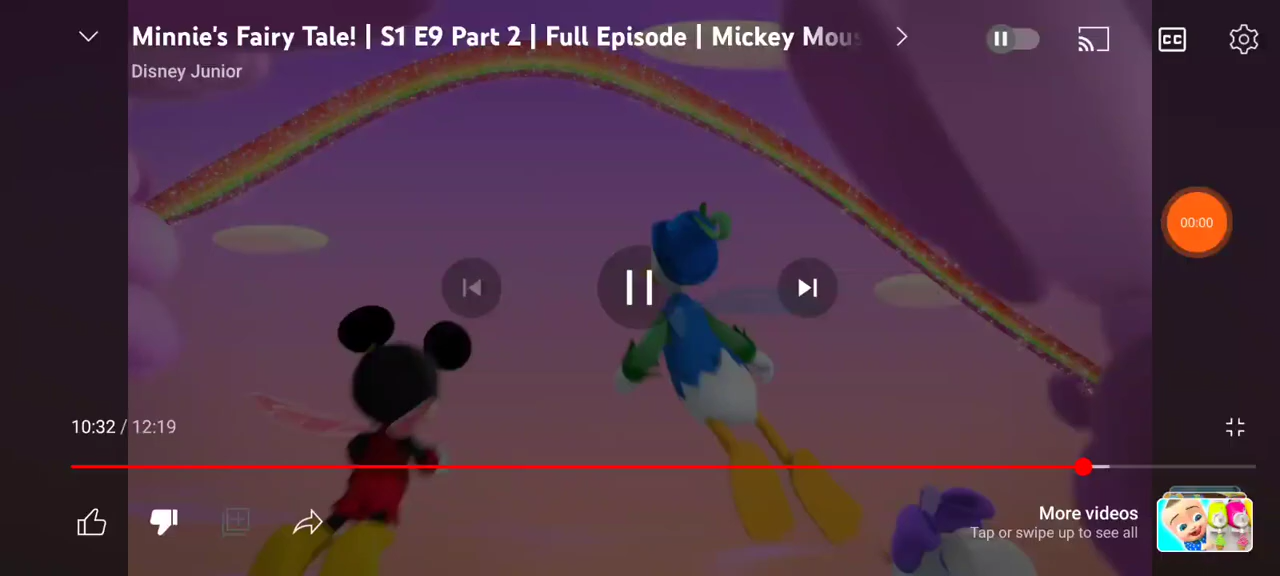 Minnie's Fairy Tale! | S1 E9 Part 2 | Full Episode | Mickey Mous
Disney Junior
CC
00:00
10:32 / 12:19
More videos
Tap or swipe up to see all